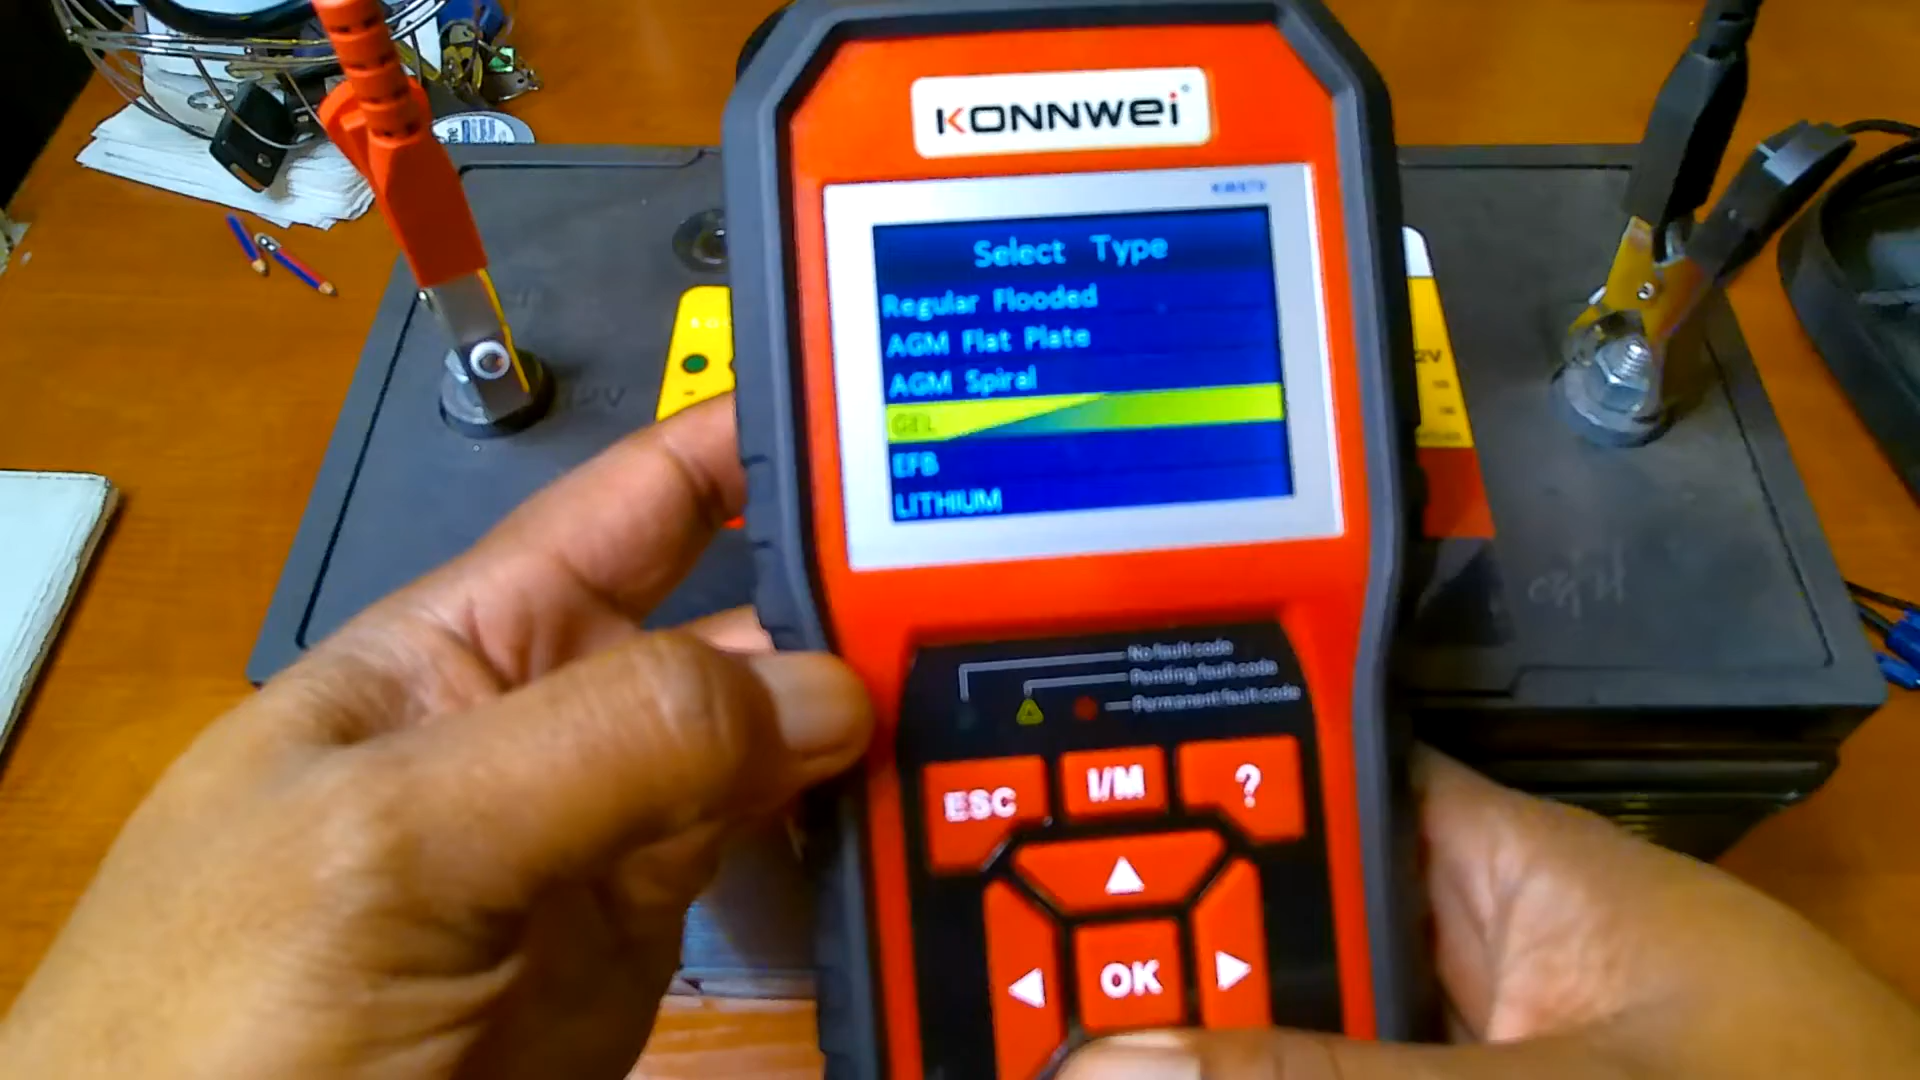 KONNWEI
Select Type
Regular Flooded
AGM Flat Plate
AGM Spiral
GEL
EFB
LITHIUM
No fault code
Pending fault code
Permanent fault code
ESC
I/M
?
OK
12V